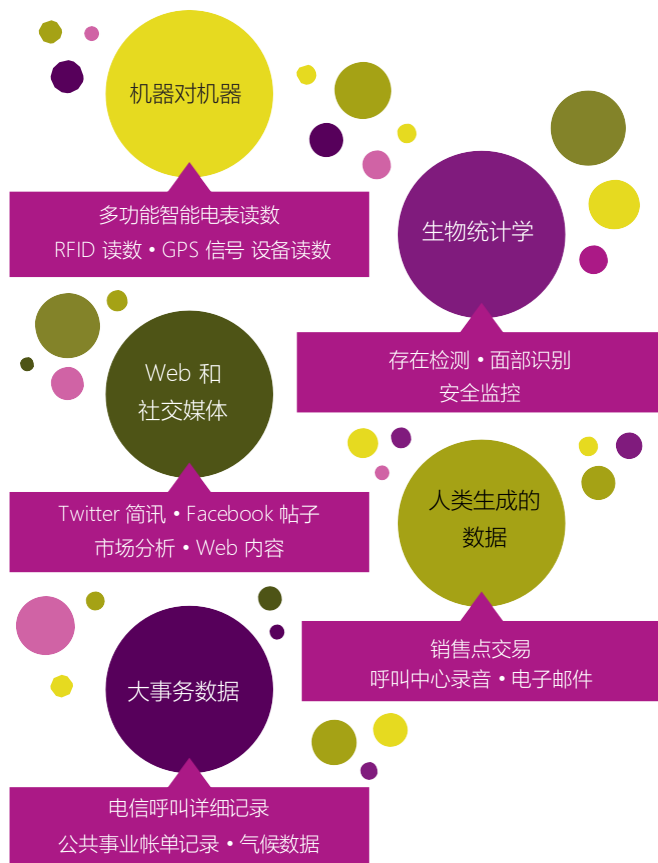 机器对机器
多功能智能电表读数
RFID 读数 • GPS 信号 设备读数
生物统计学
存在检测 • 面部识别
安全监控
Web 和
社交媒体
Twitter 简讯 • Facebook 帖子
市场分析 • Web 内容
人类生成的
数据
销售点交易
呼叫中心录音 • 电子邮件
大事务数据
电信呼叫详细记录
公共事业帐单记录 • 气候数据